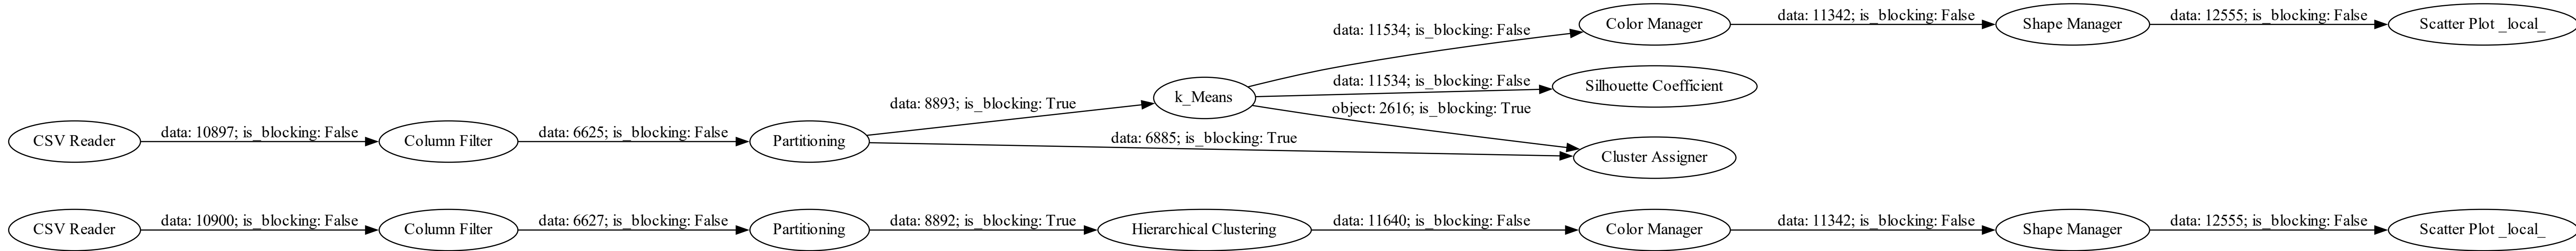 data: 11534; is_blocking: False
Color Manager
data: 11342; is_blocking: False
Shape Manager
data: 12555; is_blocking: False
Scatter Plot _local_
CSV Reader
data: 10897; is_blocking: False
Column Filter
data: 6625; is_blocking: False
Partitioning
data: 8893; is_blocking: True
k_Means
data: 11534; is_blocking: False
Silhouette Coefficient
object: 2616; is_blocking: True
data: 6885; is_blocking: True
Cluster Assigner
CSV Reader
data: 10900; is_blocking: False
Column Filter
data: 6627; is_blocking: False
Partitioning
data: 8892; is_blocking: True
Hierarchical Clustering
data: 11640; is_blocking: False
Color Manager
data: 11342; is_blocking: False
Shape Manager
data: 12555; is_blocking: False
Scatter Plot _local_